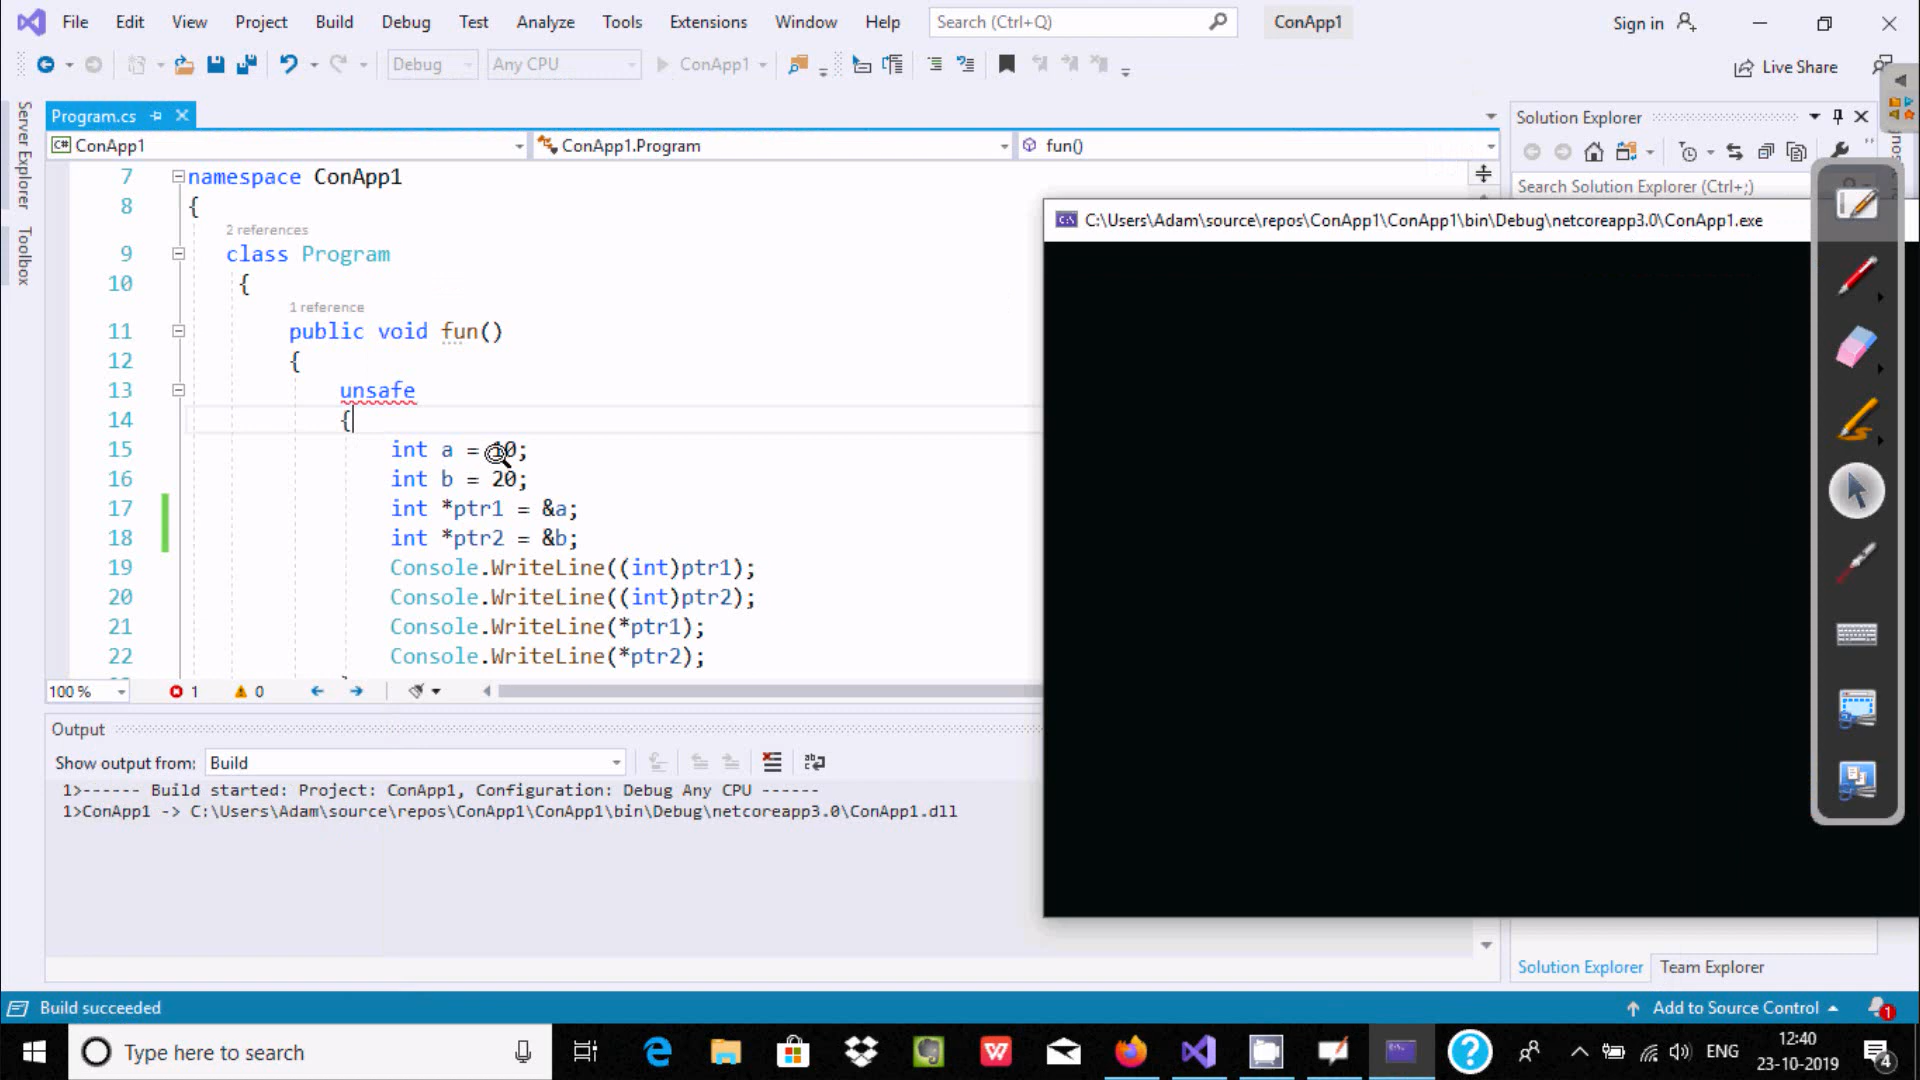 File Edit View Project Build Debug Test Analyze Tools Extensions Window Help Search (Ctrl+Q) ConApp1 Sign in
Debug Any CPU ConApp1 Live Share
Server Explorer
Toolbox
Program.cs
C# ConApp1 ConApp1.Program fun()
7 namespace ConApp1
8 {
2 references
9 class Program
10 {
1 reference
11 public void fun()
12 {
13 unsafe
14 {
15 int a = 10;
16 int b = 20;
17 int *ptr1 = &a;
18 int *ptr2 = &b;
19 Console.WriteLine((int)ptr1);
20 Console.WriteLine((int)ptr2);
21 Console.WriteLine(*ptr1);
22 Console.WriteLine(*ptr2);
100 % 1 0
Output
Show output from: Build
1>------ Build started: Project: ConApp1, Configuration: Debug Any CPU ------
1>ConApp1 -> C:\Users\Adam\source\repos\ConApp1\ConApp1\bin\Debug\netcoreapp3.0\ConApp1.dll
Solution Explorer
Search Solution Explorer (Ctrl+;)
C:\Users\Adam\source\repos\ConApp1\ConApp1\bin\Debug\netcoreapp3.0\ConApp1.exe
Solution Explorer Team Explorer
Build succeeded Add to Source Control 1
Type here to search ENG 12:40
23-10-2019 4